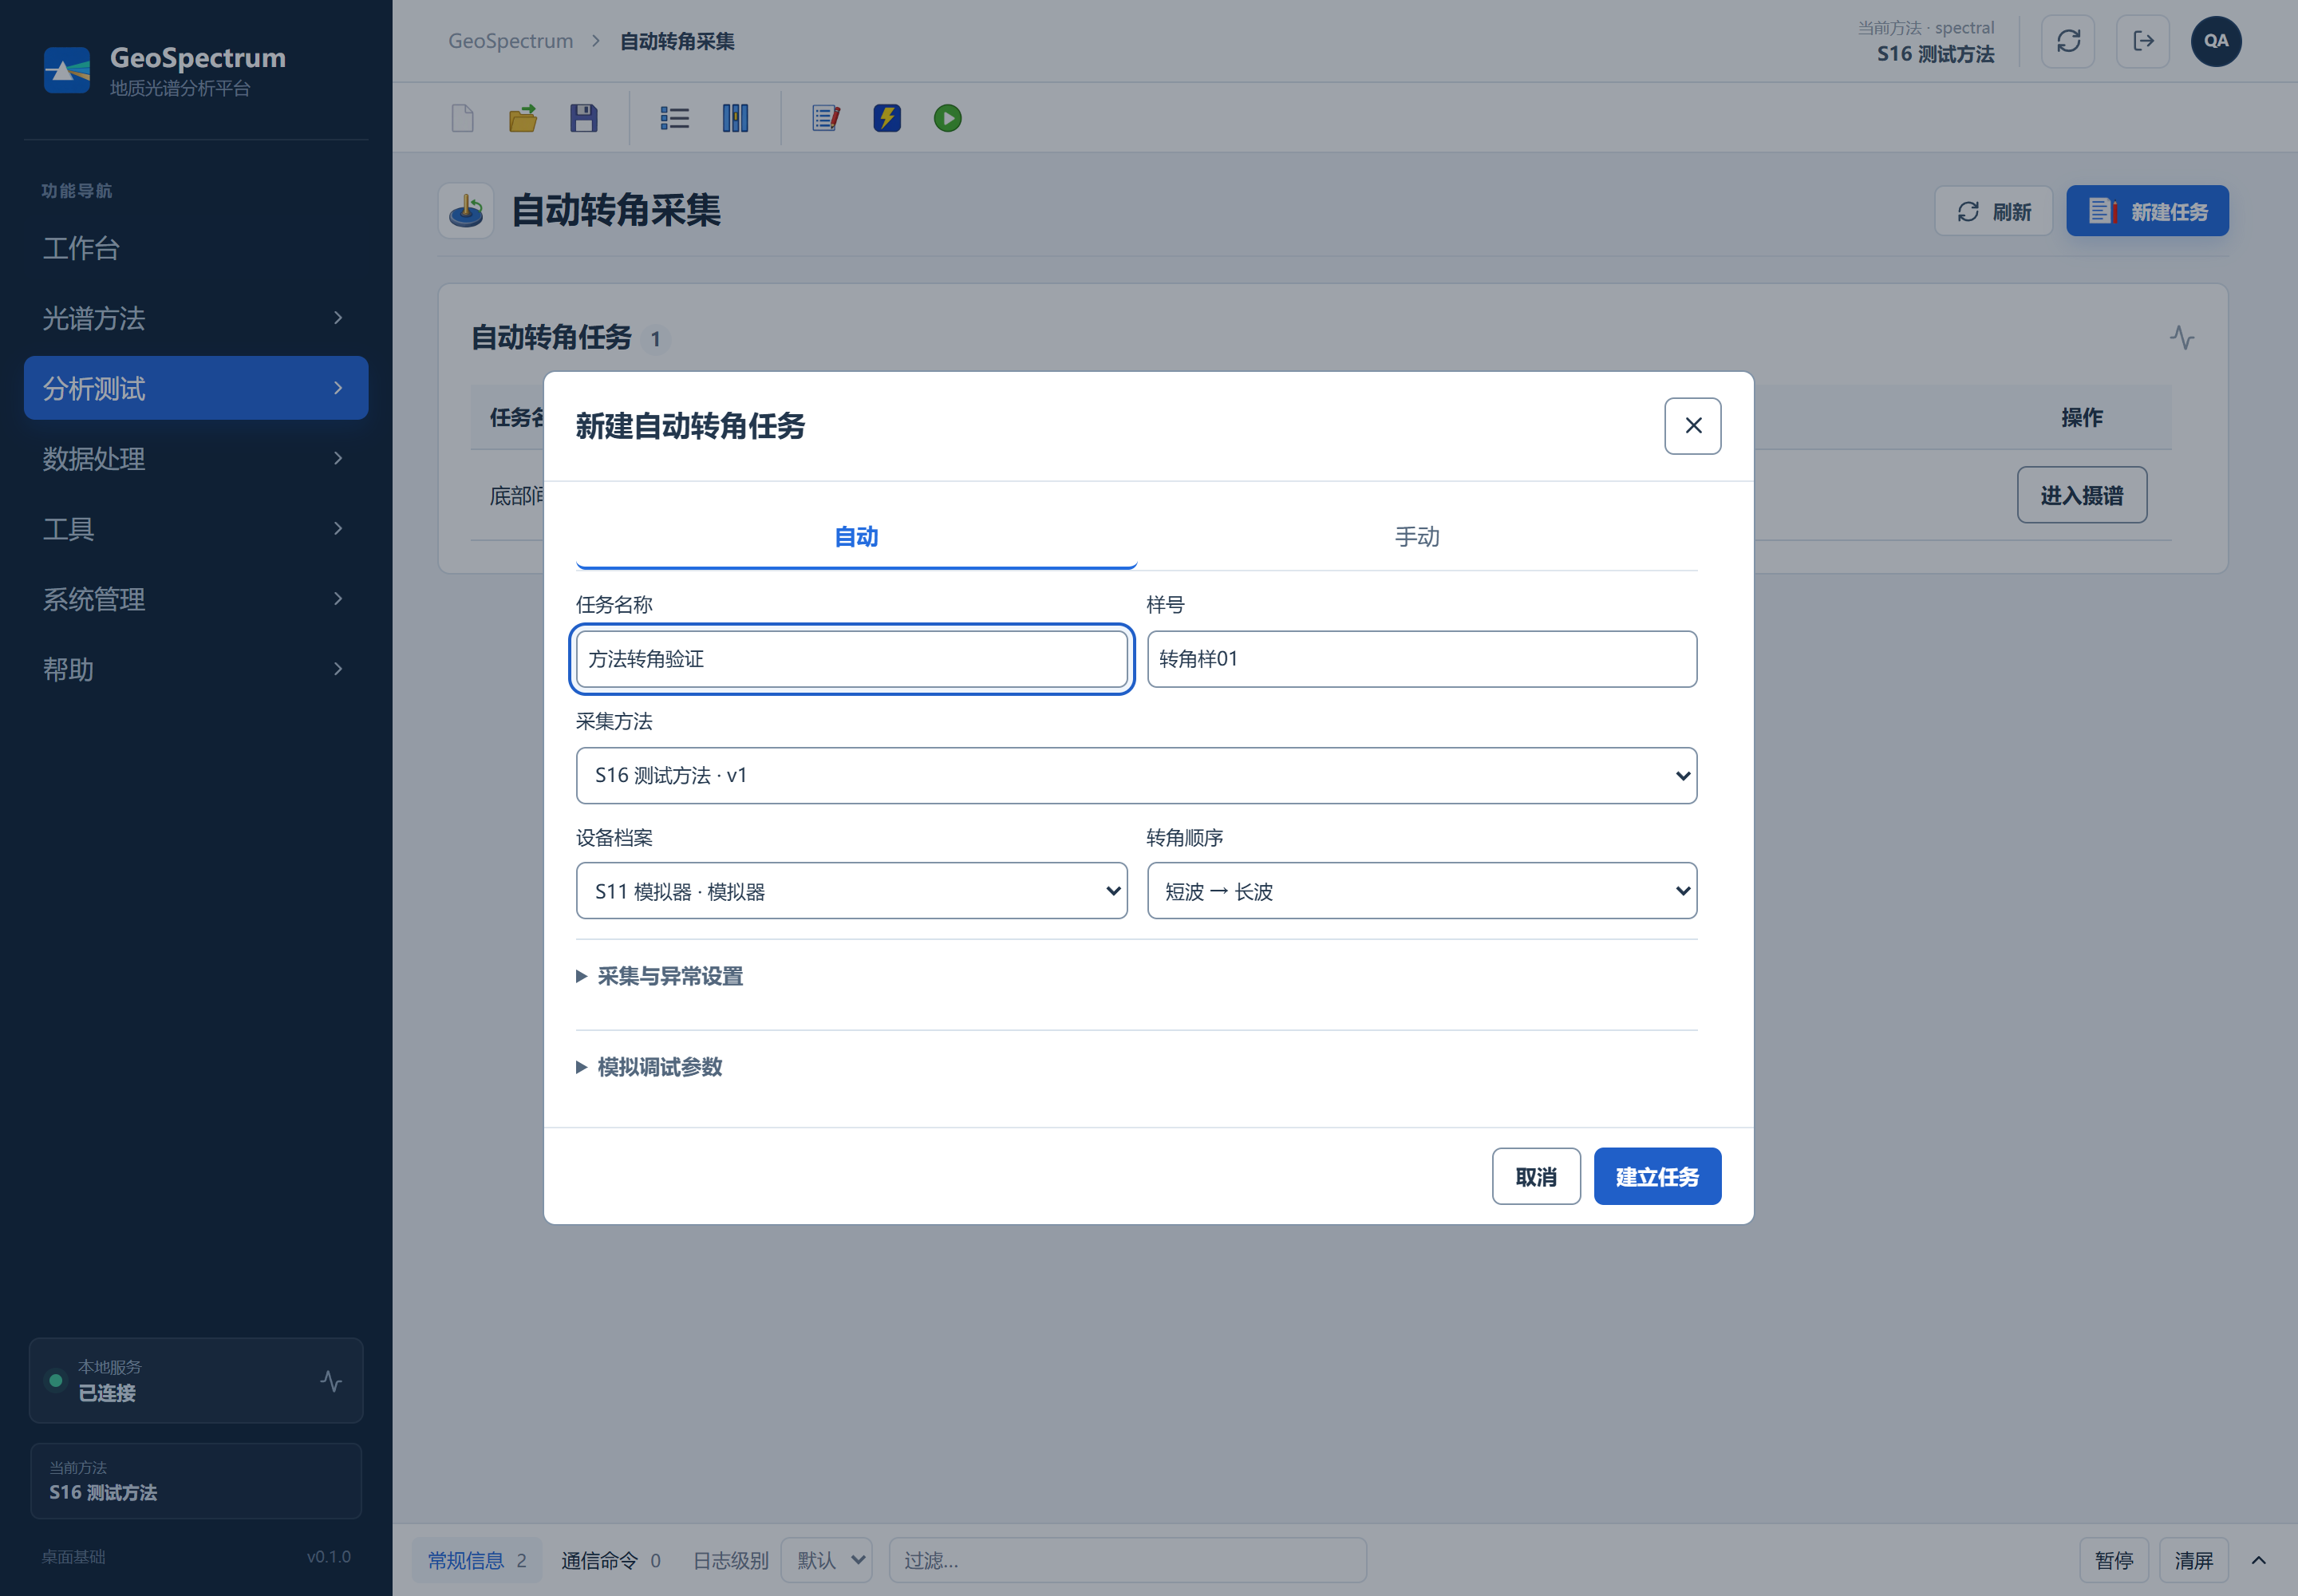 GeoSpectrum
地质光谱分析平台
功能导航
工作台
光谱方法
分析测试
数据处理
工具
系统管理
帮助
本地服务
已连接
当前方法
S16 测试方法
桌面基础 v0.1.0
GeoSpectrum > 自动转角采集
当前方法 · spectral
S16 测试方法
QA
自动转角采集
刷新
新建任务
自动转角任务 1
任务名
操作
底部间
进入摄谱
新建自动转角任务
自动
手动
任务名称
样号
方法转角验证
转角样01
采集方法
S16 测试方法 · v1
设备档案
转角顺序
S11 模拟器 · 模拟器
短波 → 长波
采集与异常设置
模拟调试参数
取消
建立任务
常规信息 2
通信命令 0
日志级别
默认
过滤...
暂停
清屏